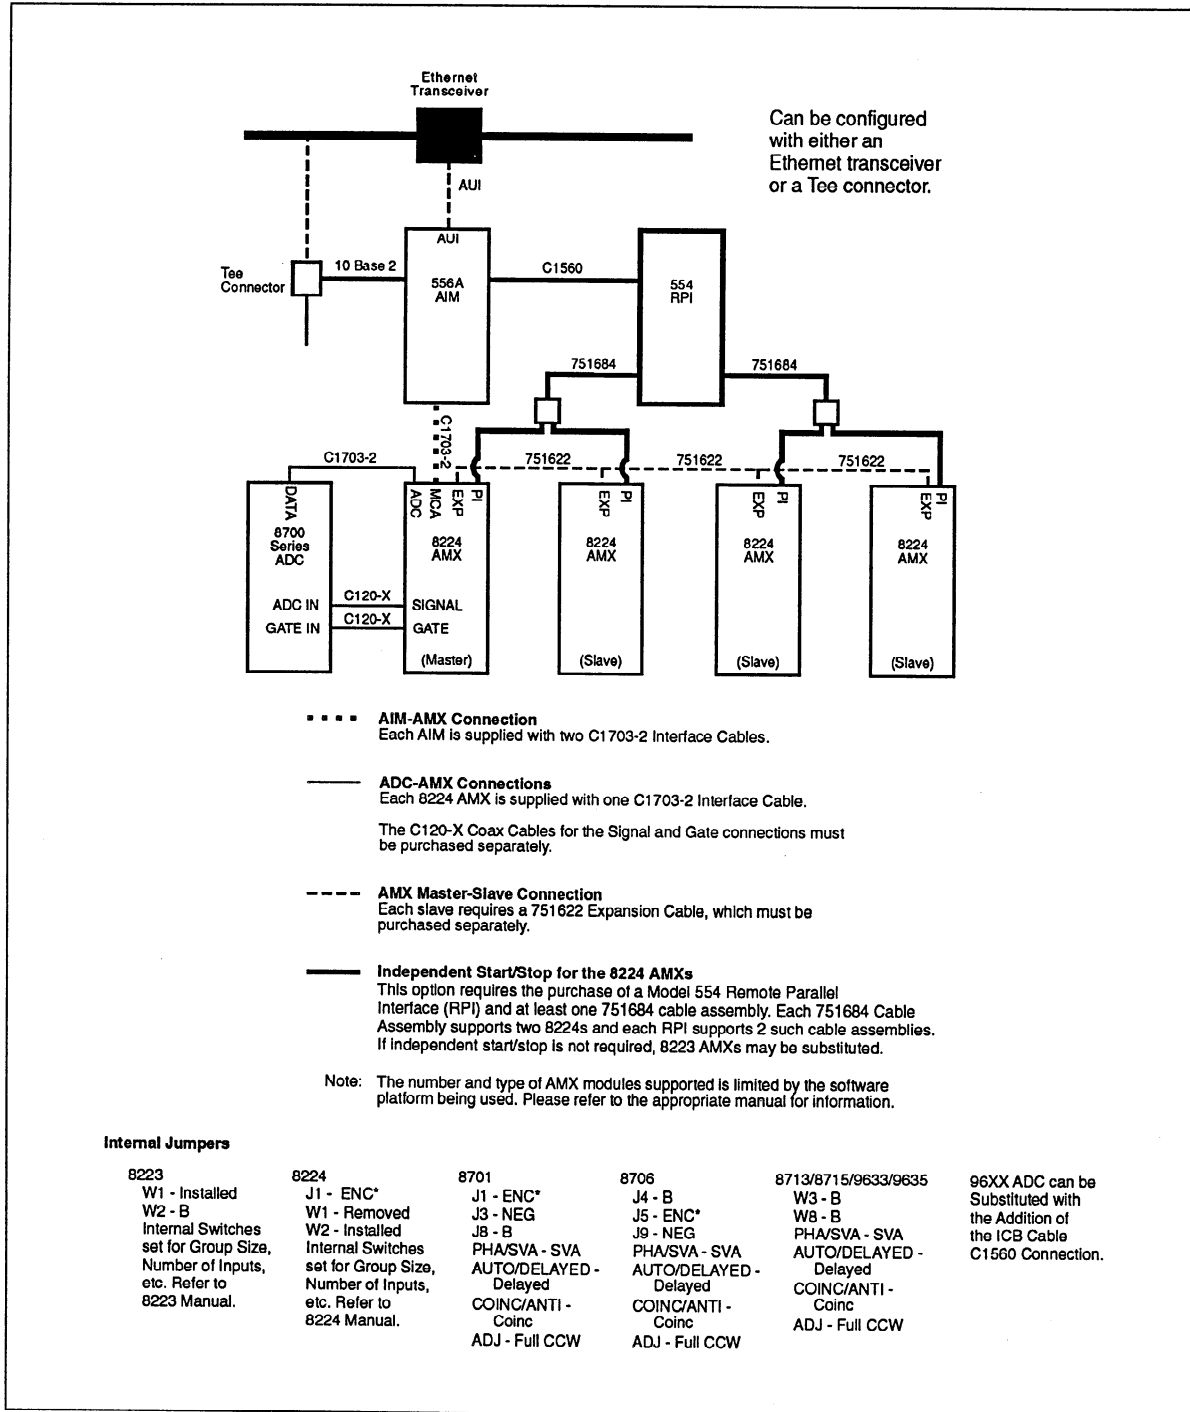 Ethernet
Transceiver
Can be configured
with either an
Ethernet transceiver
or a Tee connector.
AUI
AUI
Tee
Connector
10 Base 2
556A
AIM
C1560
554
RPI
751684
751684
C1703-2
C1703-2
751622
751622
751622
DATA
8700
Series
ADC
ADC IN
GATE IN
C120-X
C120-X
ADC
MCA
EXP
PI
8224
AMX
SIGNAL
GATE
(Master)
EXP
PI
8224
AMX
(Slave)
EXP
PI
8224
AMX
(Slave)
EXP
PI
8224
AMX
(Slave)
AIM-AMX Connection
Each AIM is supplied with two C1703-2 Interface Cables.
ADC-AMX Connections
Each 8224 AMX is supplied with one C1703-2 Interface Cable.
The C120-X Coax Cables for the Signal and Gate connections must
be purchased separately.
AMX Master-Slave Connection
Each slave requires a 751622 Expansion Cable, which must be
purchased separately.
Independent Start/Stop for the 8224 AMXs
This option requires the purchase of a Model 554 Remote Parallel
Interface (RPI) and at least one 751684 cable assembly. Each 751684 Cable
Assembly supports two 8224s and each RPI supports 2 such cable assemblies.
If independent start/stop is not required, 8223 AMXs may be substituted.
Note: The number and type of AMX modules supported is limited by the software
platform being used. Please refer to the appropriate manual for information.
Internal Jumpers
8223
W1 - Installed
W2 - B
Internal Switches
set for Group Size,
Number of Inputs,
etc. Refer to
8223 Manual.
8224
J1 - ENC*
W1 - Removed
W2 - Installed
Internal Switches
set for Group Size,
Number of Inputs,
etc. Refer to
8224 Manual.
8701
J1 - ENC*
J3 - NEG
J8 - B
PHA/SVA - SVA
AUTO/DELAYED -
Delayed
COINC/ANTI -
Coinc
ADJ - Full CCW
8706
J4 - B
J5 - ENC*
J9 - NEG
PHA/SVA - SVA
AUTO/DELAYED -
Delayed
COINC/ANTI -
Coinc
ADJ - Full CCW
8713/8715/9633/9635
W3 - B
W8 - B
PHA/SVA - SVA
AUTO/DELAYED -
Delayed
COINC/ANTI -
Coinc
ADJ - Full CCW
96XX ADC can be
Substituted with
the Addition of
the ICB Cable
C1560 Connection.